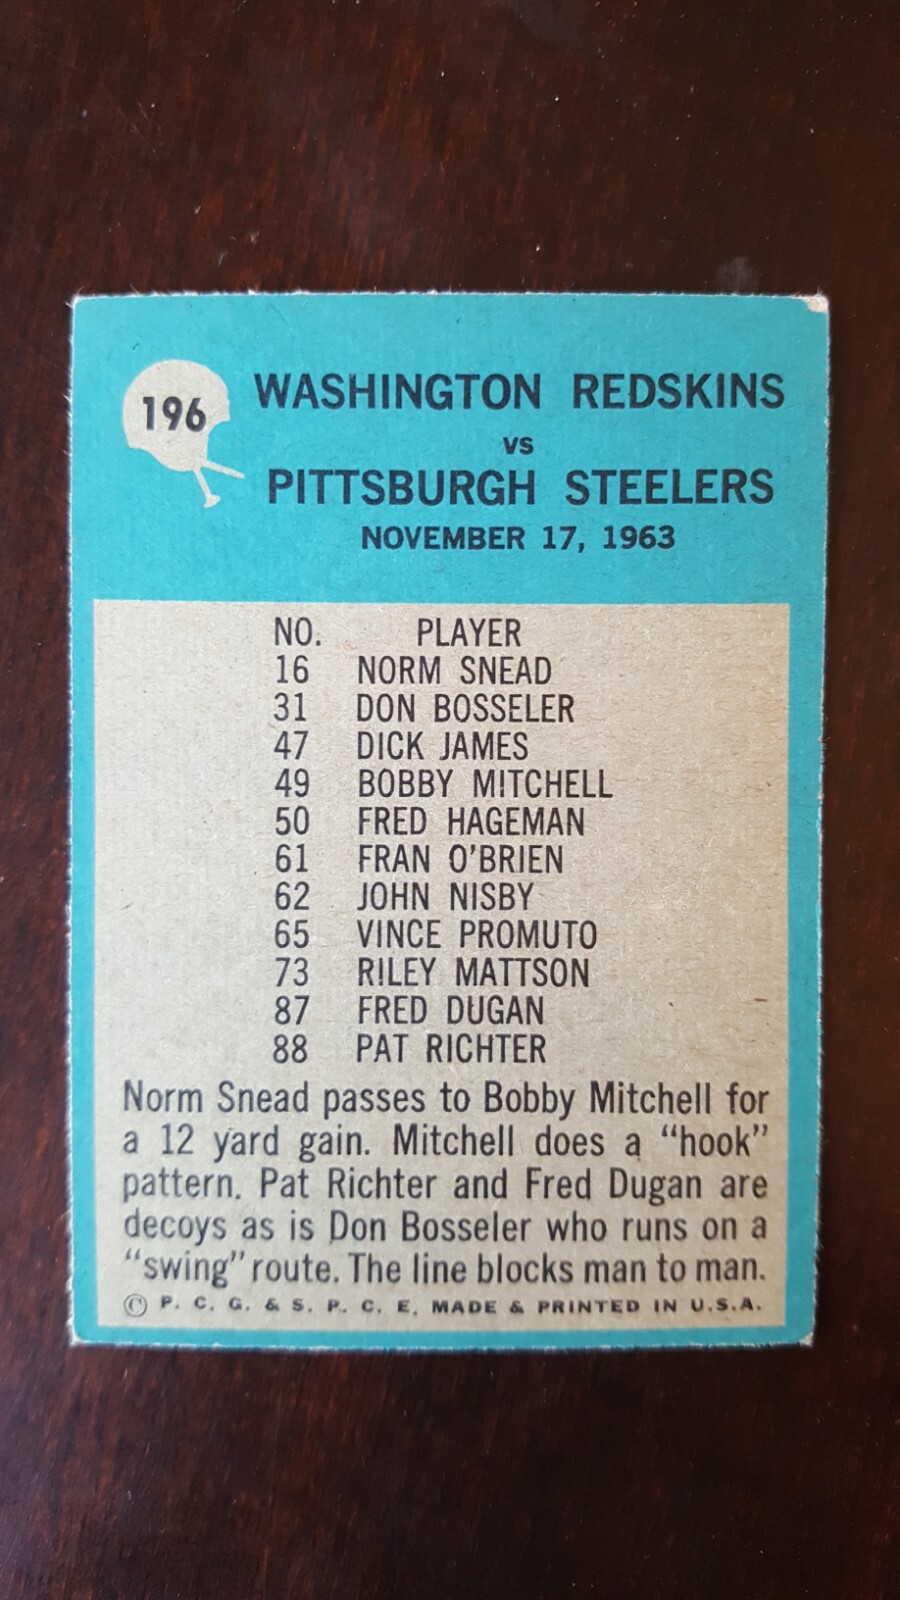 196
WASHINGTON REDSKINS
VS
PITTSBURGH STEELERS
NOVEMBER 17, 1963
NO. PLAYER
16 NORM SNEAD
31 DON BOSSELER
47 DICK JAMES
49 BOBBY MITCHELL
50 FRED HAGEMAN
61 FRAN O'BRIEN
62 JOHN NISBY
65 VINCE PROMUTO
73 RILEY MATTSON
87 FRED DUGAN
88 PAT RICHTER
Norm Snead passes to Bobby Mitchell for
a 12 yard gain. Mitchell does a "hook"
pattern. Pat Richter and Fred Dugan are
decoys as is Don Bosseler who runs on a
"swing" route. The line blocks man to man.
© P. C. G. & S. P. C. E. MADE & PRINTED IN U.S.A.